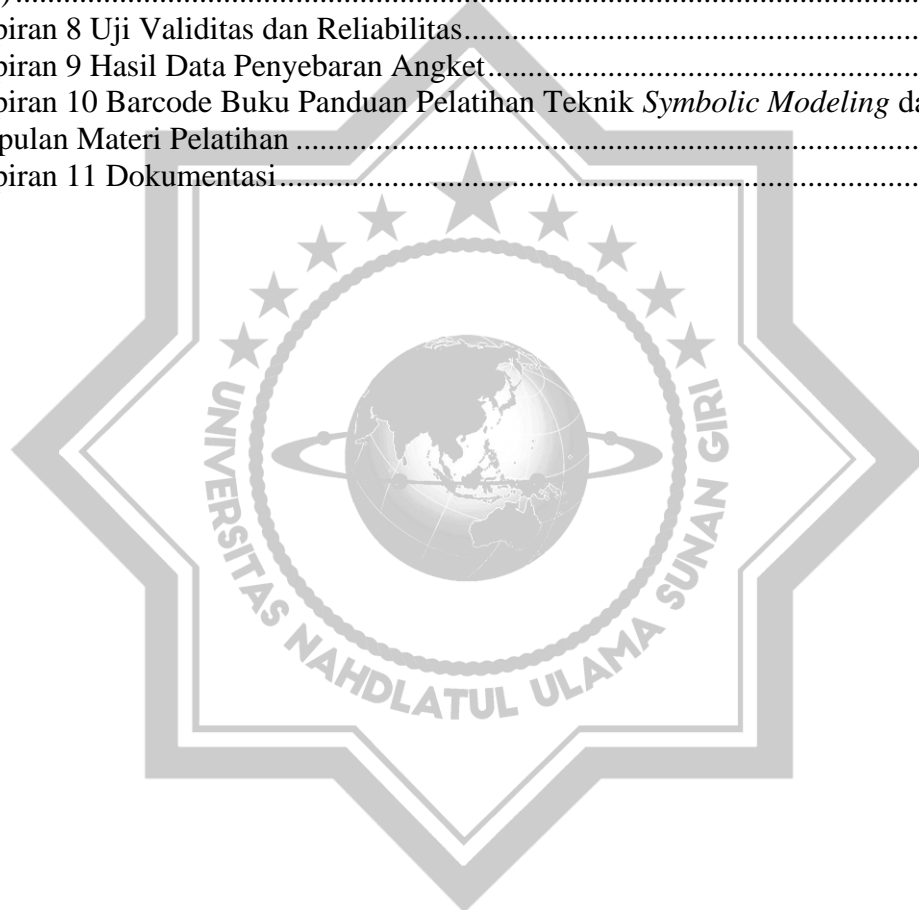 )
piran 8 Uji Validitas dan Reliabilitas
piran 9 Hasil Data Penyebaran Angket
piran 10 Barcode Buku Panduan Pelatihan Teknik Symbolic Modeling da
pulan Materi Pelatihan
piran 11 Dokumentasi
UNIVERSITAS NAHDLATUL ULAMA SUNAN GIRI